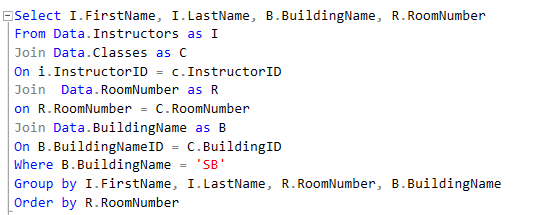 Select I.FirstName, I.LastName, B.BuildingName, R.RoomNumber
From Data.Instructors as I
Join Data.Classes as C
On i.InstructorID = c.InstructorID
Join  Data.RoomNumber as R
on R.RoomNumber = C.RoomNumber
Join Data.BuildingName as B
On B.BuildingNameID = C.BuildingID
Where B.BuildingName = 'SB'
Group by I.FirstName, I.LastName, R.RoomNumber, B.BuildingName
Order by R.RoomNumber